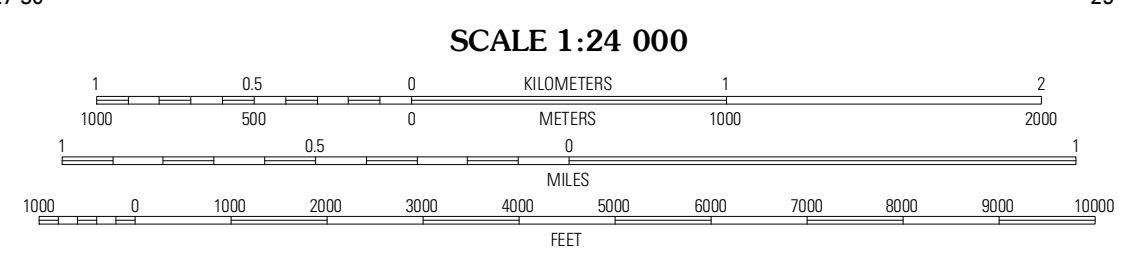 SCALE 1:24 000
1 0.5 0 KILOMETERS 1 2
1000 500 0 METERS 1000 2000
1 0.5 0 1
MILES
1000 0 1000 2000 3000 4000 5000 6000 7000 8000 9000 10000
FEET